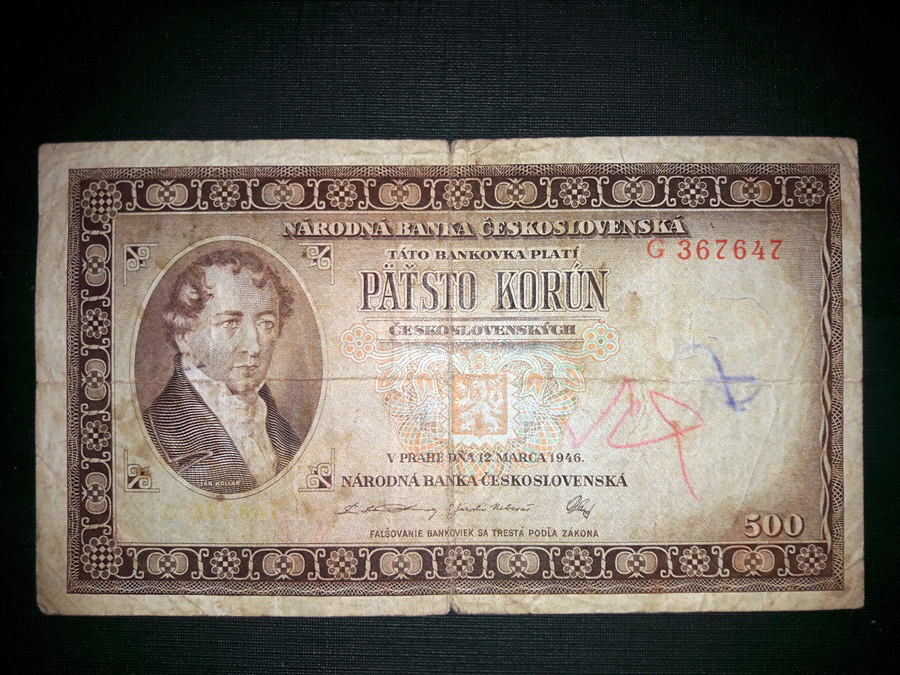 NÁRODNÁ BANKA ČESKOSLOVENSKÁ
G 367647
TÁTO BANKOVKA PLATÍ
PÄŤSTO KORÚN
ČESKOSLOVENSKÝCH
V PRAHE DŇA 12. MARCA 1946.
NÁRODNÁ BANKA ČESKOSLOVENSKÁ
JÁN KOLLÁR
500
FALŠOVANIE BANKOVIEK SA TRESTÁ PODĽA ZÁKONA